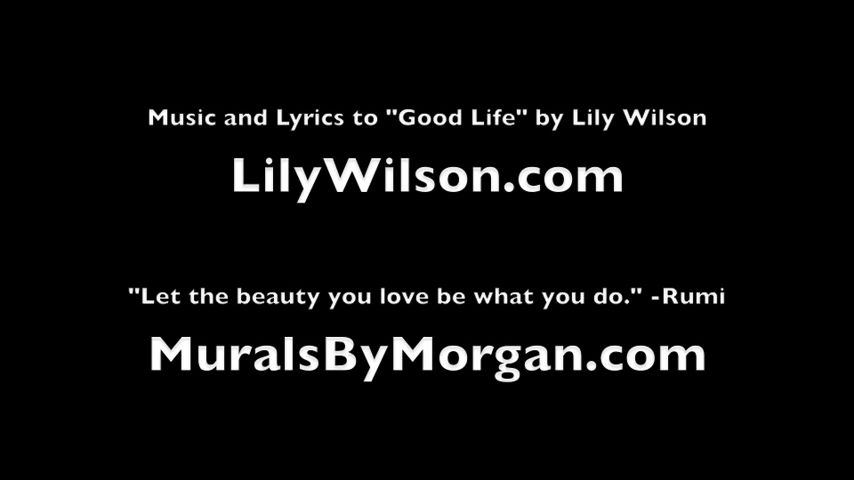 Music and Lyrics to "Good Life" by Lily Wilson
LilyWilson.com
"Let the beauty you love be what you do." -Rumi
MuralsByMorgan.com